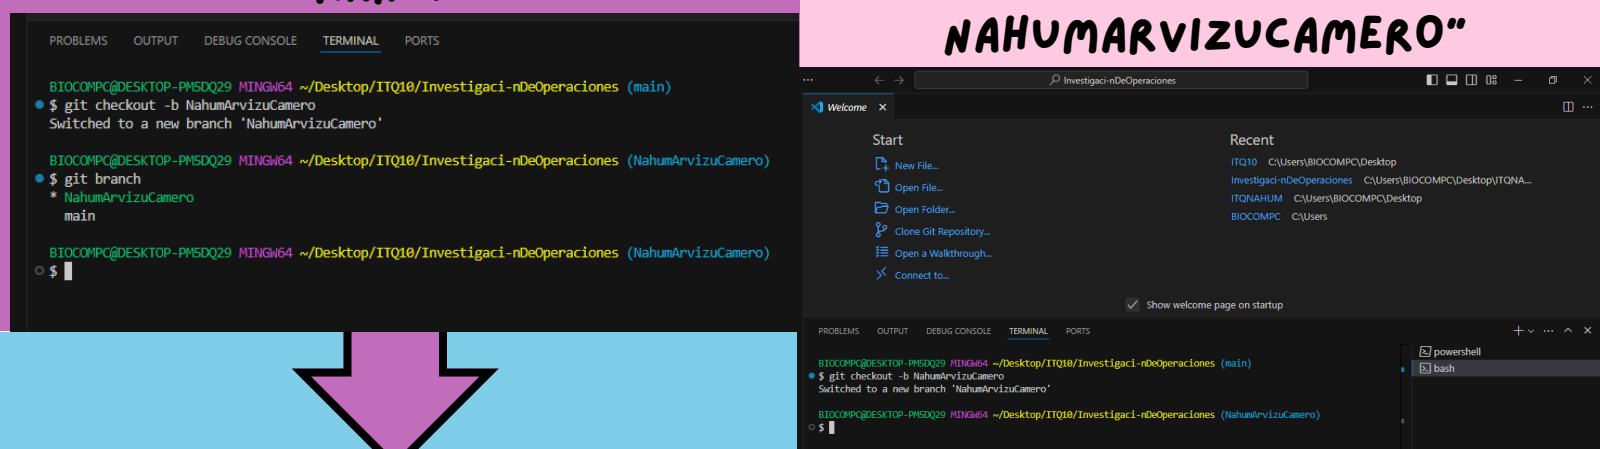 PROBLEMS OUTPUT DEBUG CONSOLE TERMINAL PORTS
BIOCOMPC@DESKTOP-PM5DQ29 MINGW64 ~/Desktop/ITQ10/Investigaci-nDeOperaciones (main)
$ git checkout -b NahumArvizuCamero
Switched to a new branch 'NahumArvizuCamero'
BIOCOMPC@DESKTOP-PM5DQ29 MINGW64 ~/Desktop/ITQ10/Investigaci-nDeOperaciones (NahumArvizuCamero)
$ git branch
* NahumArvizuCamero
main
BIOCOMPC@DESKTOP-PM5DQ29 MINGW64 ~/Desktop/ITQ10/Investigaci-nDeOperaciones (NahumArvizuCamero)
$
NAHUMARVIZUCAMERO"
Investigaci-nDeOperaciones
Welcome
Start
New File...
Open File...
Open Folder...
Clone Git Repository...
Open a Walkthrough...
Connect to...
Recent
ITQ10 C:\Users\BIOCOMPC\Desktop
Investigaci-nDeOperaciones C:\Users\BIOCOMPC\Desktop\ITQNA...
ITQNAHUM C:\Users\BIOCOMPC\Desktop
BIOCOMPC C:\Users
Show welcome page on startup
PROBLEMS OUTPUT DEBUG CONSOLE TERMINAL PORTS
BIOCOMPC@DESKTOP-PM5DQ29 MINGW64 ~/Desktop/ITQ10/Investigaci-nDeOperaciones (main)
$ git checkout -b NahumArvizuCamero
Switched to a new branch 'NahumArvizuCamero'
BIOCOMPC@DESKTOP-PM5DQ29 MINGW64 ~/Desktop/ITQ10/Investigaci-nDeOperaciones (NahumArvizuCamero)
$
powershell
bash